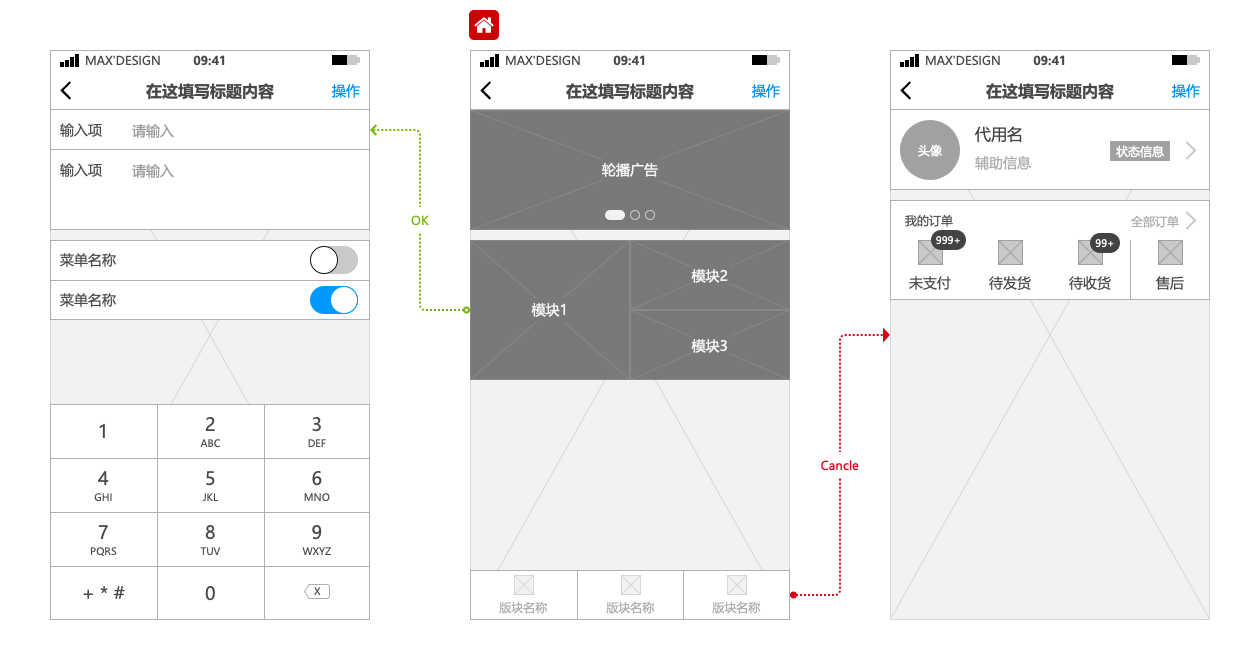 MAX'DESIGN 09:41
在这填写标题内容 操作
输入项 请输入
输入项 请输入
菜单名称
菜单名称
1
2
ABC
3
DEF
4
GHI
5
JKL
6
MNO
7
PQRS
8
TUV
9
WXYZ
+ * #
0
X
OK
MAX'DESIGN 09:41
在这填写标题内容 操作
轮播广告
模块1
模块2
模块3
版块名称 版块名称 版块名称
Cancle
MAX'DESIGN 09:41
在这填写标题内容 操作
头像
代用名
辅助信息
状态信息
我的订单 全部订单
999+ 99+
未支付 待发货 待收货 售后